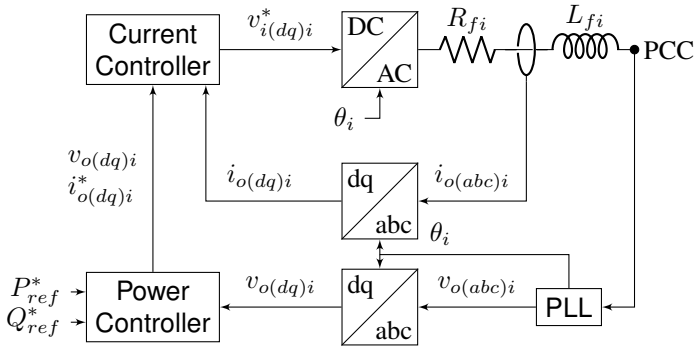 Current
Controller
v*_{i(dq)i}
DC
AC
R_{fi}
L_{fi}
PCC
θ_i
v_{o(dq)i}
i*_{o(dq)i}
i_{o(dq)i}
dq
abc
i_{o(abc)i}
θ_i
P*_{ref}
Q*_{ref}
Power
Controller
v_{o(dq)i}
dq
abc
v_{o(abc)i}
PLL